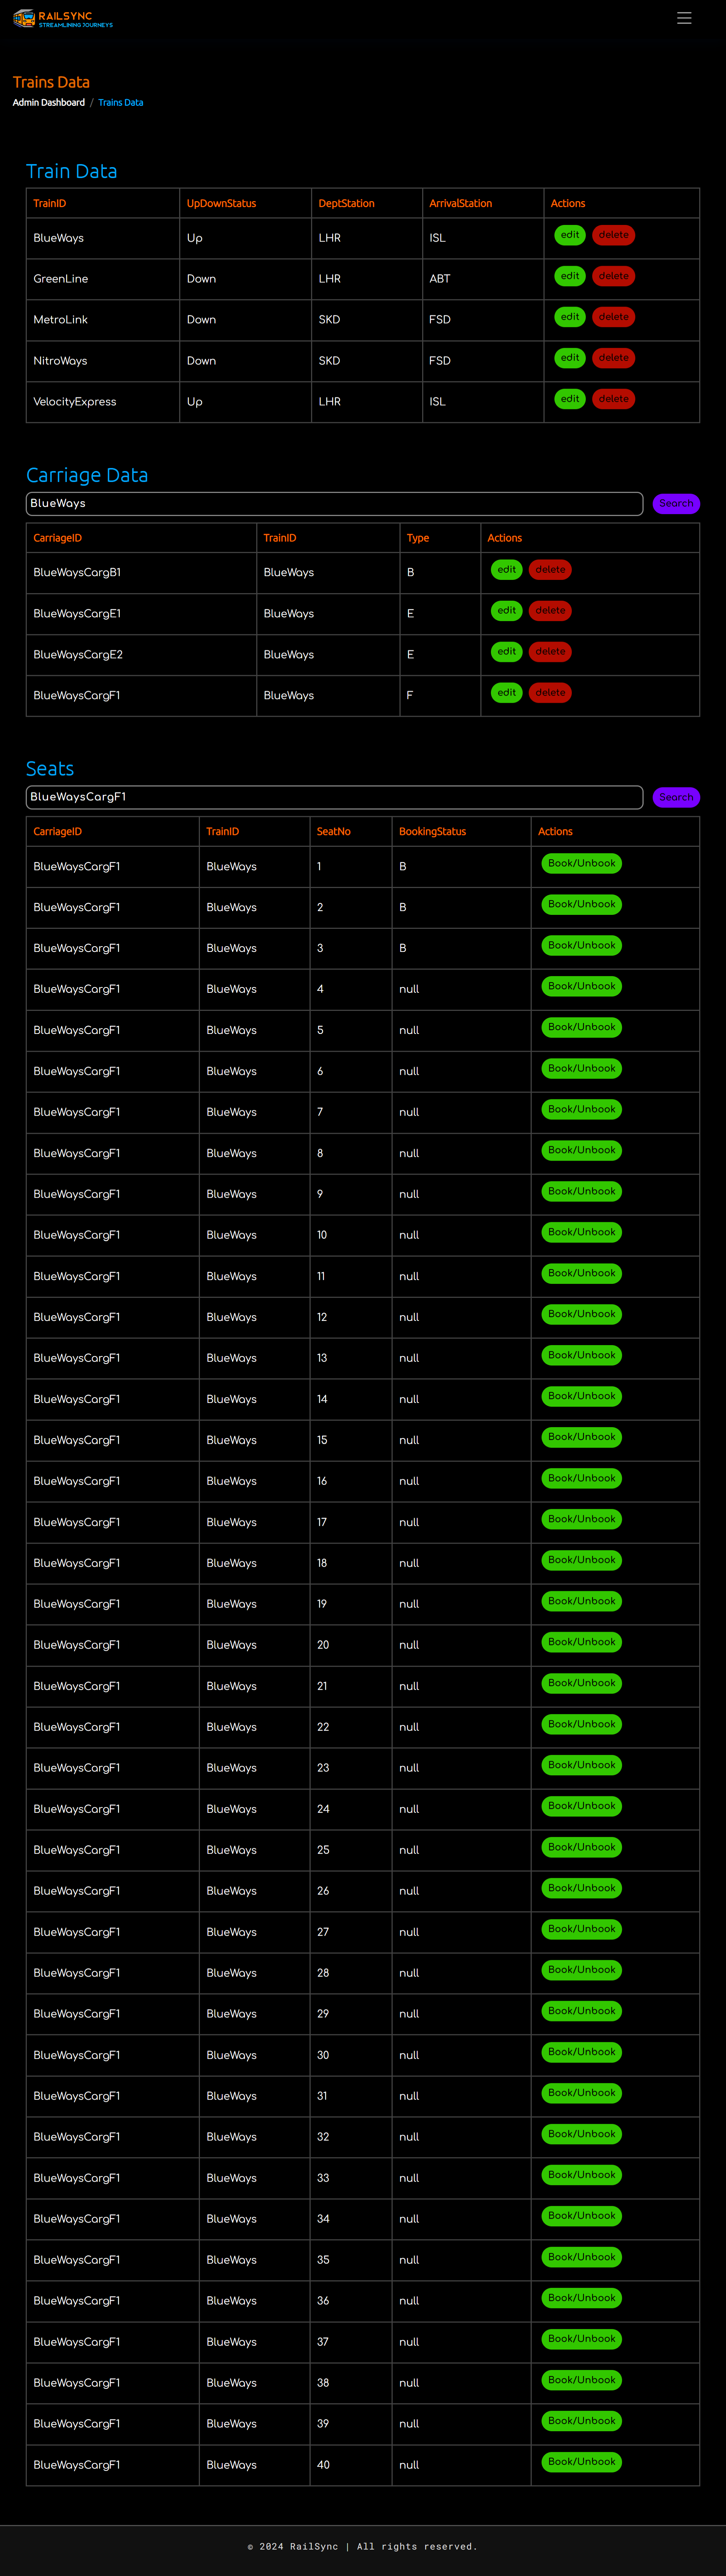 RAILSYNC
STREAMLINING JOURNEYS
Trains Data
Admin Dashboard / Trains Data
Train Data
TrainID UpDownStatus DeptStation ArrivalStation Actions
BlueWays Up LHR ISL edit delete
GreenLine Down LHR ABT edit delete
MetroLink Down SKD FSD edit delete
NitroWays Down SKD FSD edit delete
VelocityExpress Up LHR ISL edit delete
Carriage Data
BlueWays Search
CarriageID TrainID Type Actions
BlueWaysCargB1 BlueWays B edit delete
BlueWaysCargE1 BlueWays E edit delete
BlueWaysCargE2 BlueWays E edit delete
BlueWaysCargF1 BlueWays F edit delete
Seats
BlueWaysCargF1 Search
CarriageID TrainID SeatNo BookingStatus Actions
BlueWaysCargF1 BlueWays 1 B Book/Unbook
BlueWaysCargF1 BlueWays 2 B Book/Unbook
BlueWaysCargF1 BlueWays 3 B Book/Unbook
BlueWaysCargF1 BlueWays 4 null Book/Unbook
BlueWaysCargF1 BlueWays 5 null Book/Unbook
BlueWaysCargF1 BlueWays 6 null Book/Unbook
BlueWaysCargF1 BlueWays 7 null Book/Unbook
BlueWaysCargF1 BlueWays 8 null Book/Unbook
BlueWaysCargF1 BlueWays 9 null Book/Unbook
BlueWaysCargF1 BlueWays 10 null Book/Unbook
BlueWaysCargF1 BlueWays 11 null Book/Unbook
BlueWaysCargF1 BlueWays 12 null Book/Unbook
BlueWaysCargF1 BlueWays 13 null Book/Unbook
BlueWaysCargF1 BlueWays 14 null Book/Unbook
BlueWaysCargF1 BlueWays 15 null Book/Unbook
BlueWaysCargF1 BlueWays 16 null Book/Unbook
BlueWaysCargF1 BlueWays 17 null Book/Unbook
BlueWaysCargF1 BlueWays 18 null Book/Unbook
BlueWaysCargF1 BlueWays 19 null Book/Unbook
BlueWaysCargF1 BlueWays 20 null Book/Unbook
BlueWaysCargF1 BlueWays 21 null Book/Unbook
BlueWaysCargF1 BlueWays 22 null Book/Unbook
BlueWaysCargF1 BlueWays 23 null Book/Unbook
BlueWaysCargF1 BlueWays 24 null Book/Unbook
BlueWaysCargF1 BlueWays 25 null Book/Unbook
BlueWaysCargF1 BlueWays 26 null Book/Unbook
BlueWaysCargF1 BlueWays 27 null Book/Unbook
BlueWaysCargF1 BlueWays 28 null Book/Unbook
BlueWaysCargF1 BlueWays 29 null Book/Unbook
BlueWaysCargF1 BlueWays 30 null Book/Unbook
BlueWaysCargF1 BlueWays 31 null Book/Unbook
BlueWaysCargF1 BlueWays 32 null Book/Unbook
BlueWaysCargF1 BlueWays 33 null Book/Unbook
BlueWaysCargF1 BlueWays 34 null Book/Unbook
BlueWaysCargF1 BlueWays 35 null Book/Unbook
BlueWaysCargF1 BlueWays 36 null Book/Unbook
BlueWaysCargF1 BlueWays 37 null Book/Unbook
BlueWaysCargF1 BlueWays 38 null Book/Unbook
BlueWaysCargF1 BlueWays 39 null Book/Unbook
BlueWaysCargF1 BlueWays 40 null Book/Unbook
© 2024 RailSync | All rights reserved.